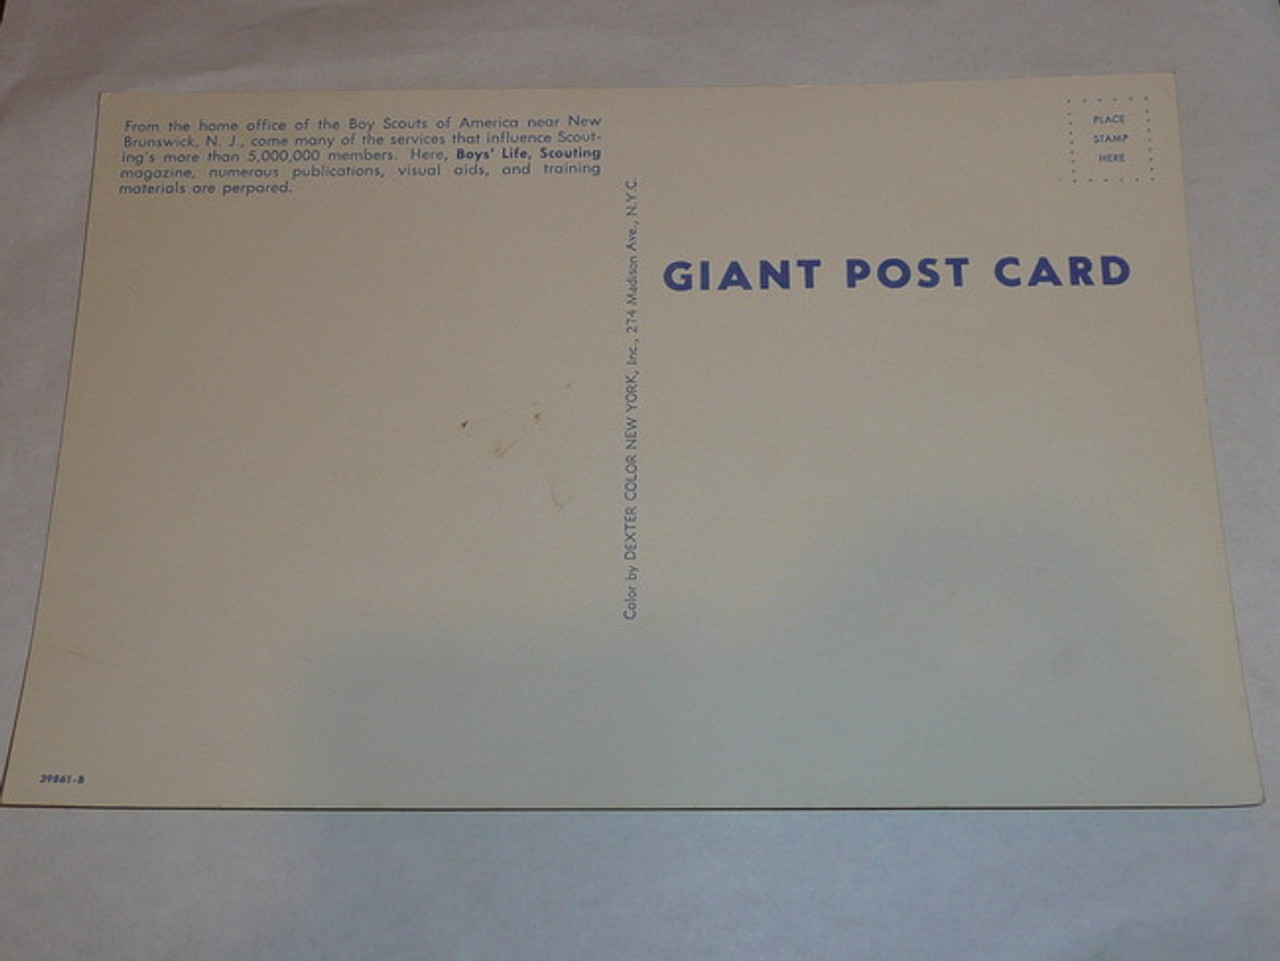 From the home office of the Boy Scouts of America near New
Brunswick, N. J., come many of the services that influence Scout-
ing's more than 5,000,000 members. Here, Boys' Life, Scouting
magazine, numerous publications, visual aids, and training
materials are perpared.
PLACE
STAMP
HERE
GIANT POST CARD
Color by DEXTER COLOR NEW YORK, Inc., 274 Madison Ave., N.Y.C.
39861-B